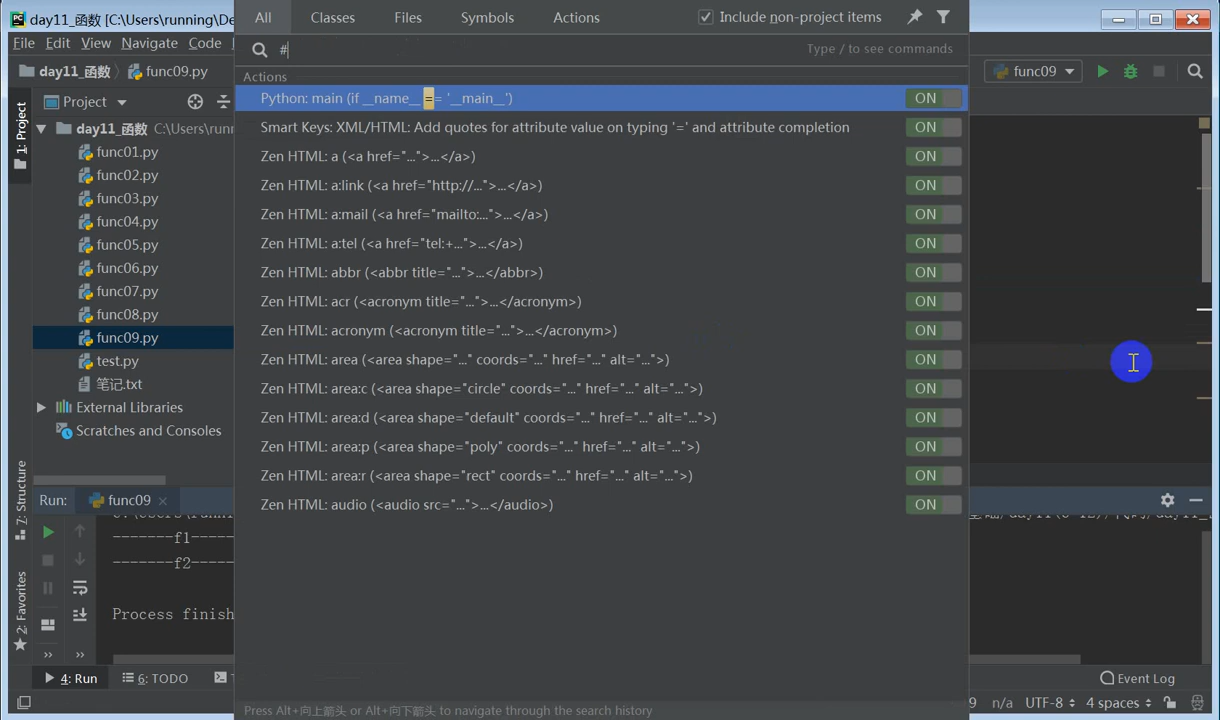 day11_函数 [C:\Users\running\De
File Edit View Navigate Code
day11_函数 func09.py
Project
day11_函数 C:\Users\runn
func01.py
func02.py
func03.py
func04.py
func05.py
func06.py
func07.py
func08.py
func09.py
test.py
笔记.txt
External Libraries
Scratches and Consoles
1: Project
7: Structure
2: Favorites
All Classes Files Symbols Actions Include non-project items
# Type / to see commands
Actions
Python: main (if __name__ == '__main__') ON
Smart Keys: XML/HTML: Add quotes for attribute value on typing '=' and attribute completion ON
Zen HTML: a (<a href="...">...</a>) ON
Zen HTML: a:link (<a href="http://...">...</a>) ON
Zen HTML: a:mail (<a href="mailto:...">...</a>) ON
Zen HTML: a:tel (<a href="tel:+...">...</a>) ON
Zen HTML: abbr (<abbr title="...">...</abbr>) ON
Zen HTML: acr (<acronym title="...">...</acronym>) ON
Zen HTML: acronym (<acronym title="...">...</acronym>) ON
Zen HTML: area (<area shape="..." coords="..." href="..." alt="...">) ON
Zen HTML: area:c (<area shape="circle" coords="..." href="..." alt="...">) ON
Zen HTML: area:d (<area shape="default" coords="..." href="..." alt="...">) ON
Zen HTML: area:p (<area shape="poly" coords="..." href="..." alt="...">) ON
Zen HTML: area:r (<area shape="rect" coords="..." href="..." alt="...">) ON
Zen HTML: audio (<audio src="...">...</audio>) ON
Press Alt+向上箭头 or Alt+向下箭头 to navigate through the search history
func09
Run: func09
-------f1-----
-------f2-----
Process finish
4: Run 6: TODO
Event Log
9 n/a UTF-8 4 spaces